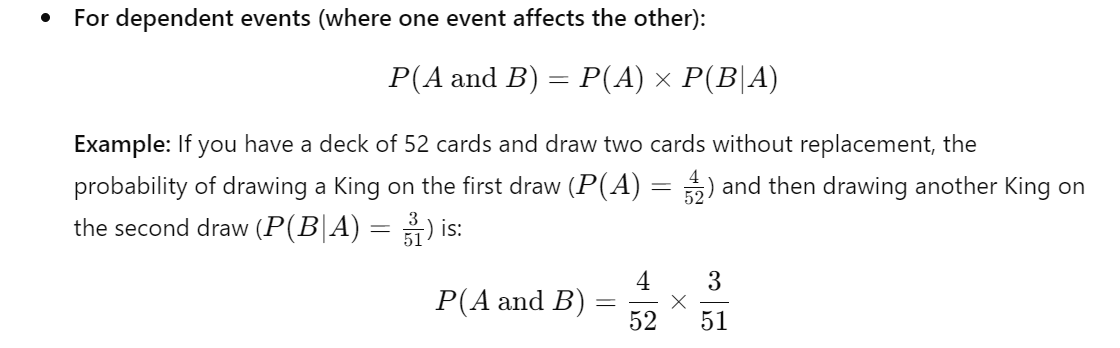 • For dependent events (where one event affects the other):
P(A and B) = P(A) × P(B|A)
Example: If you have a deck of 52 cards and draw two cards without replacement, the
probability of drawing a King on the first draw (P(A) = 4/52) and then drawing another King on
the second draw (P(B|A) = 3/51) is:
P(A and B) = 4/52 × 3/51